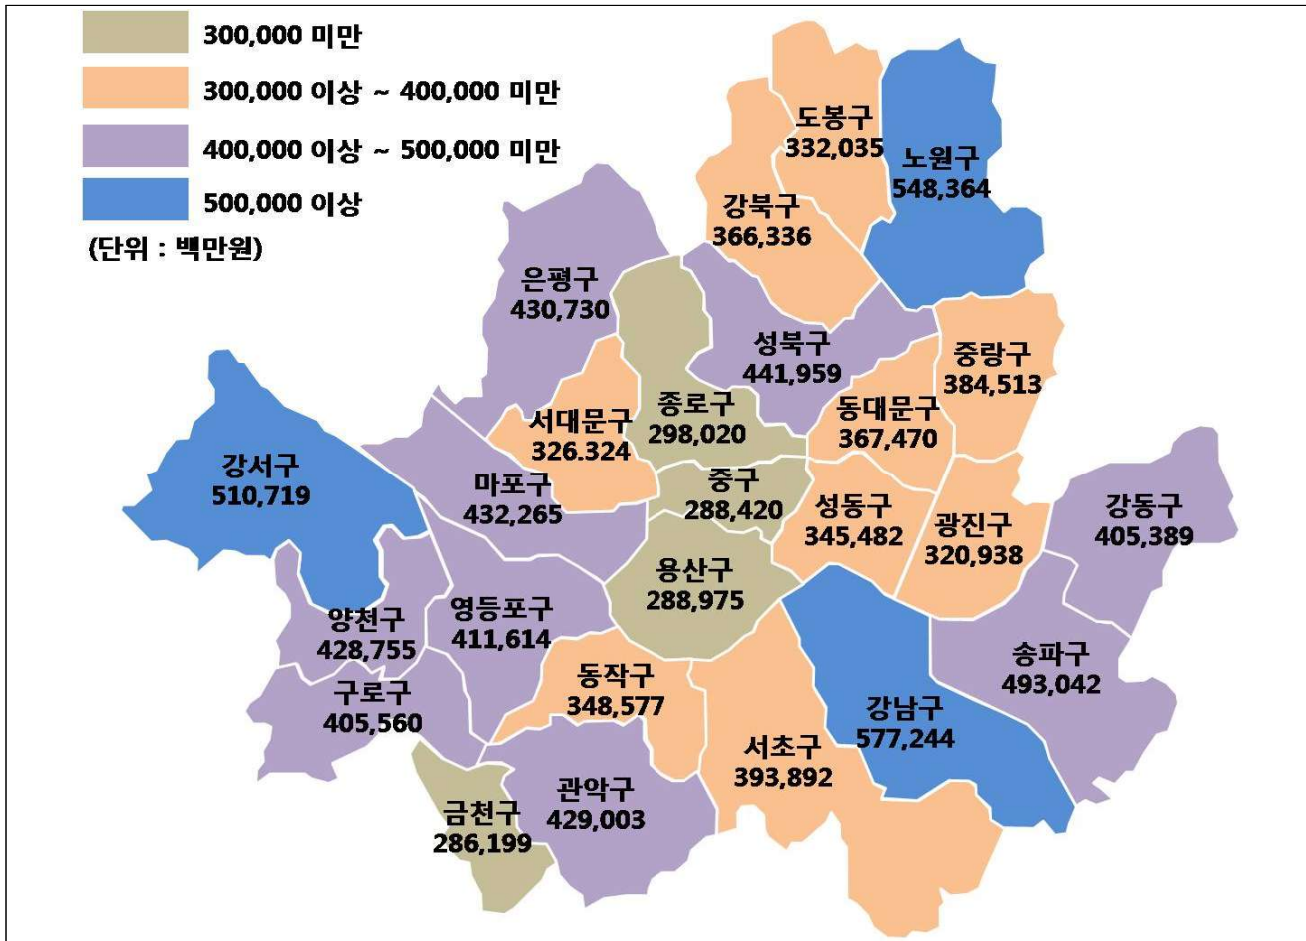 300,000 미만
300,000 이상 ~ 400,000 미만
400,000 이상 ~ 500,000 미만
500,000 이상
(단위 : 백만원)
도봉구
332,035
노원구
548,364
강북구
366,336
은평구
430,730
성북구
441,959
중랑구
384,513
서대문구
326.324
종로구
298,020
동대문구
367,470
강서구
510,719
마포구
432,265
중구
288,420
성동구
345,482
광진구
320,938
강동구
405,389
용산구
288,975
양천구
428,755
영등포구
411,614
송파구
493,042
구로구
405,560
동작구
348,577
강남구
577,244
서초구
393,892
금천구
286,199
관악구
429,003